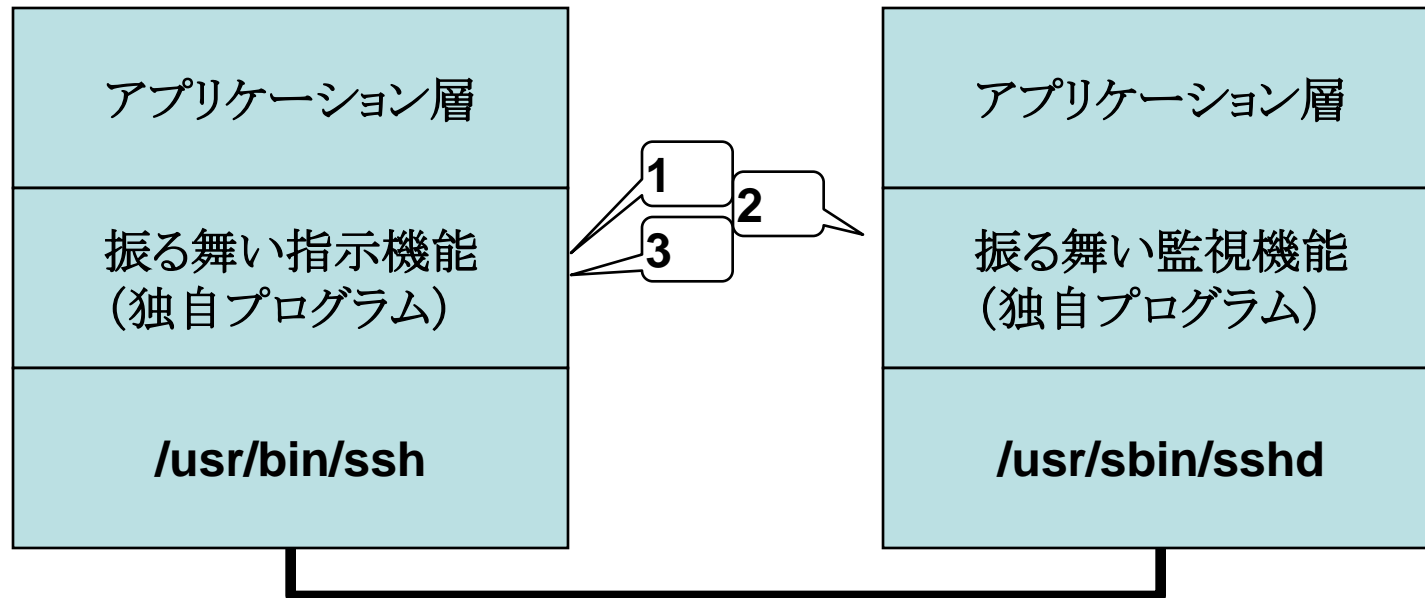 アプリケーション層
振る舞い指示機能
(独自プログラム)
/usr/bin/ssh
1
2
3
アプリケーション層
振る舞い監視機能
(独自プログラム)
/usr/sbin/sshd